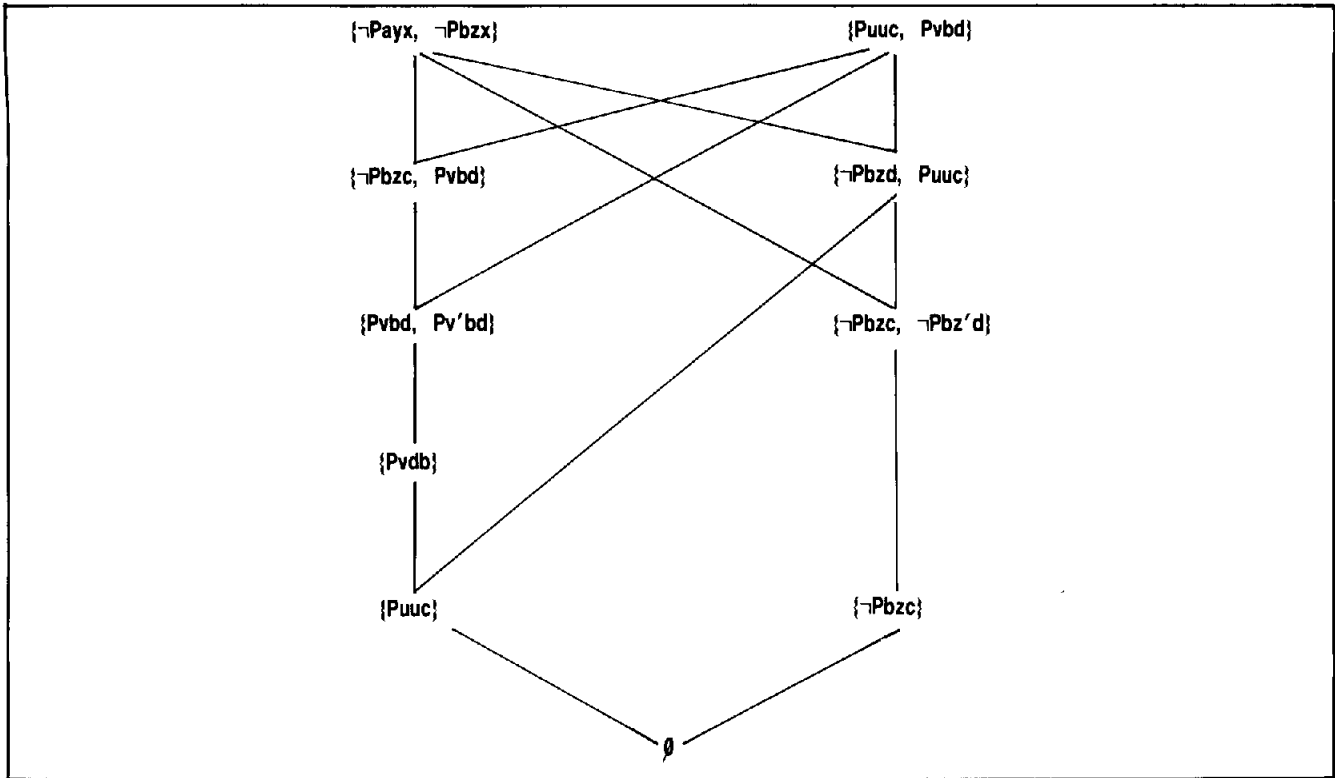 {¬Payx, ¬Pbzx} {Puuc, Pvbd}
{¬Pbzc, Pvbd} {¬Pbzd, Puuc}
{Pvbd, Pv′bd} {¬Pbzc, ¬Pbz′d}
{Pvdb}
{Puuc} {¬Pbzc}
∅